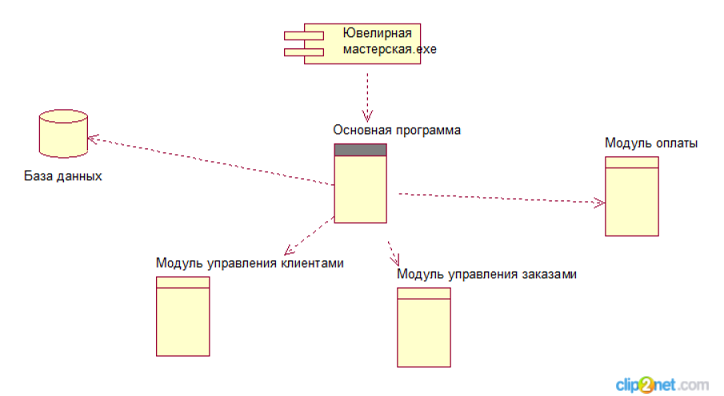 Ювелирная
мастерская.exe
Основная программа
Модуль оплаты
База данных
Модуль управления клиентами
Модуль управления заказами
clip2net.com